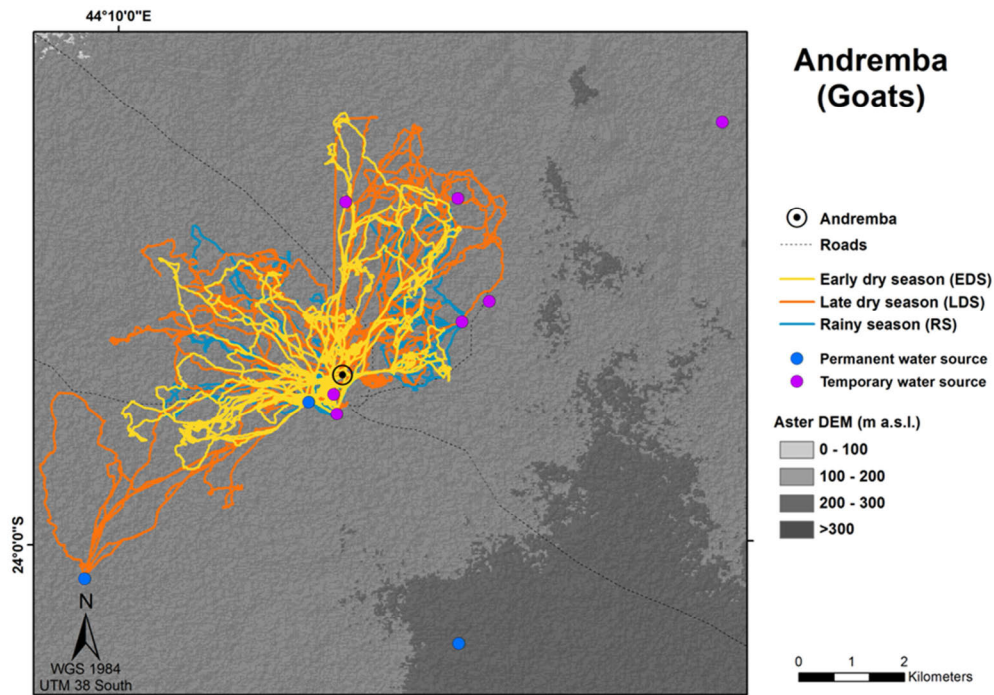 44°10'0"E
Andremba
(Goats)
Andremba
Roads
Early dry season (EDS)
Late dry season (LDS)
Rainy season (RS)
Permanent water source
Temporary water source
Aster DEM (m a.s.l.)
0 - 100
100 - 200
200 - 300
>300
24°0'0"S
N
WGS 1984
UTM 38 South
0 1 2
Kilometers